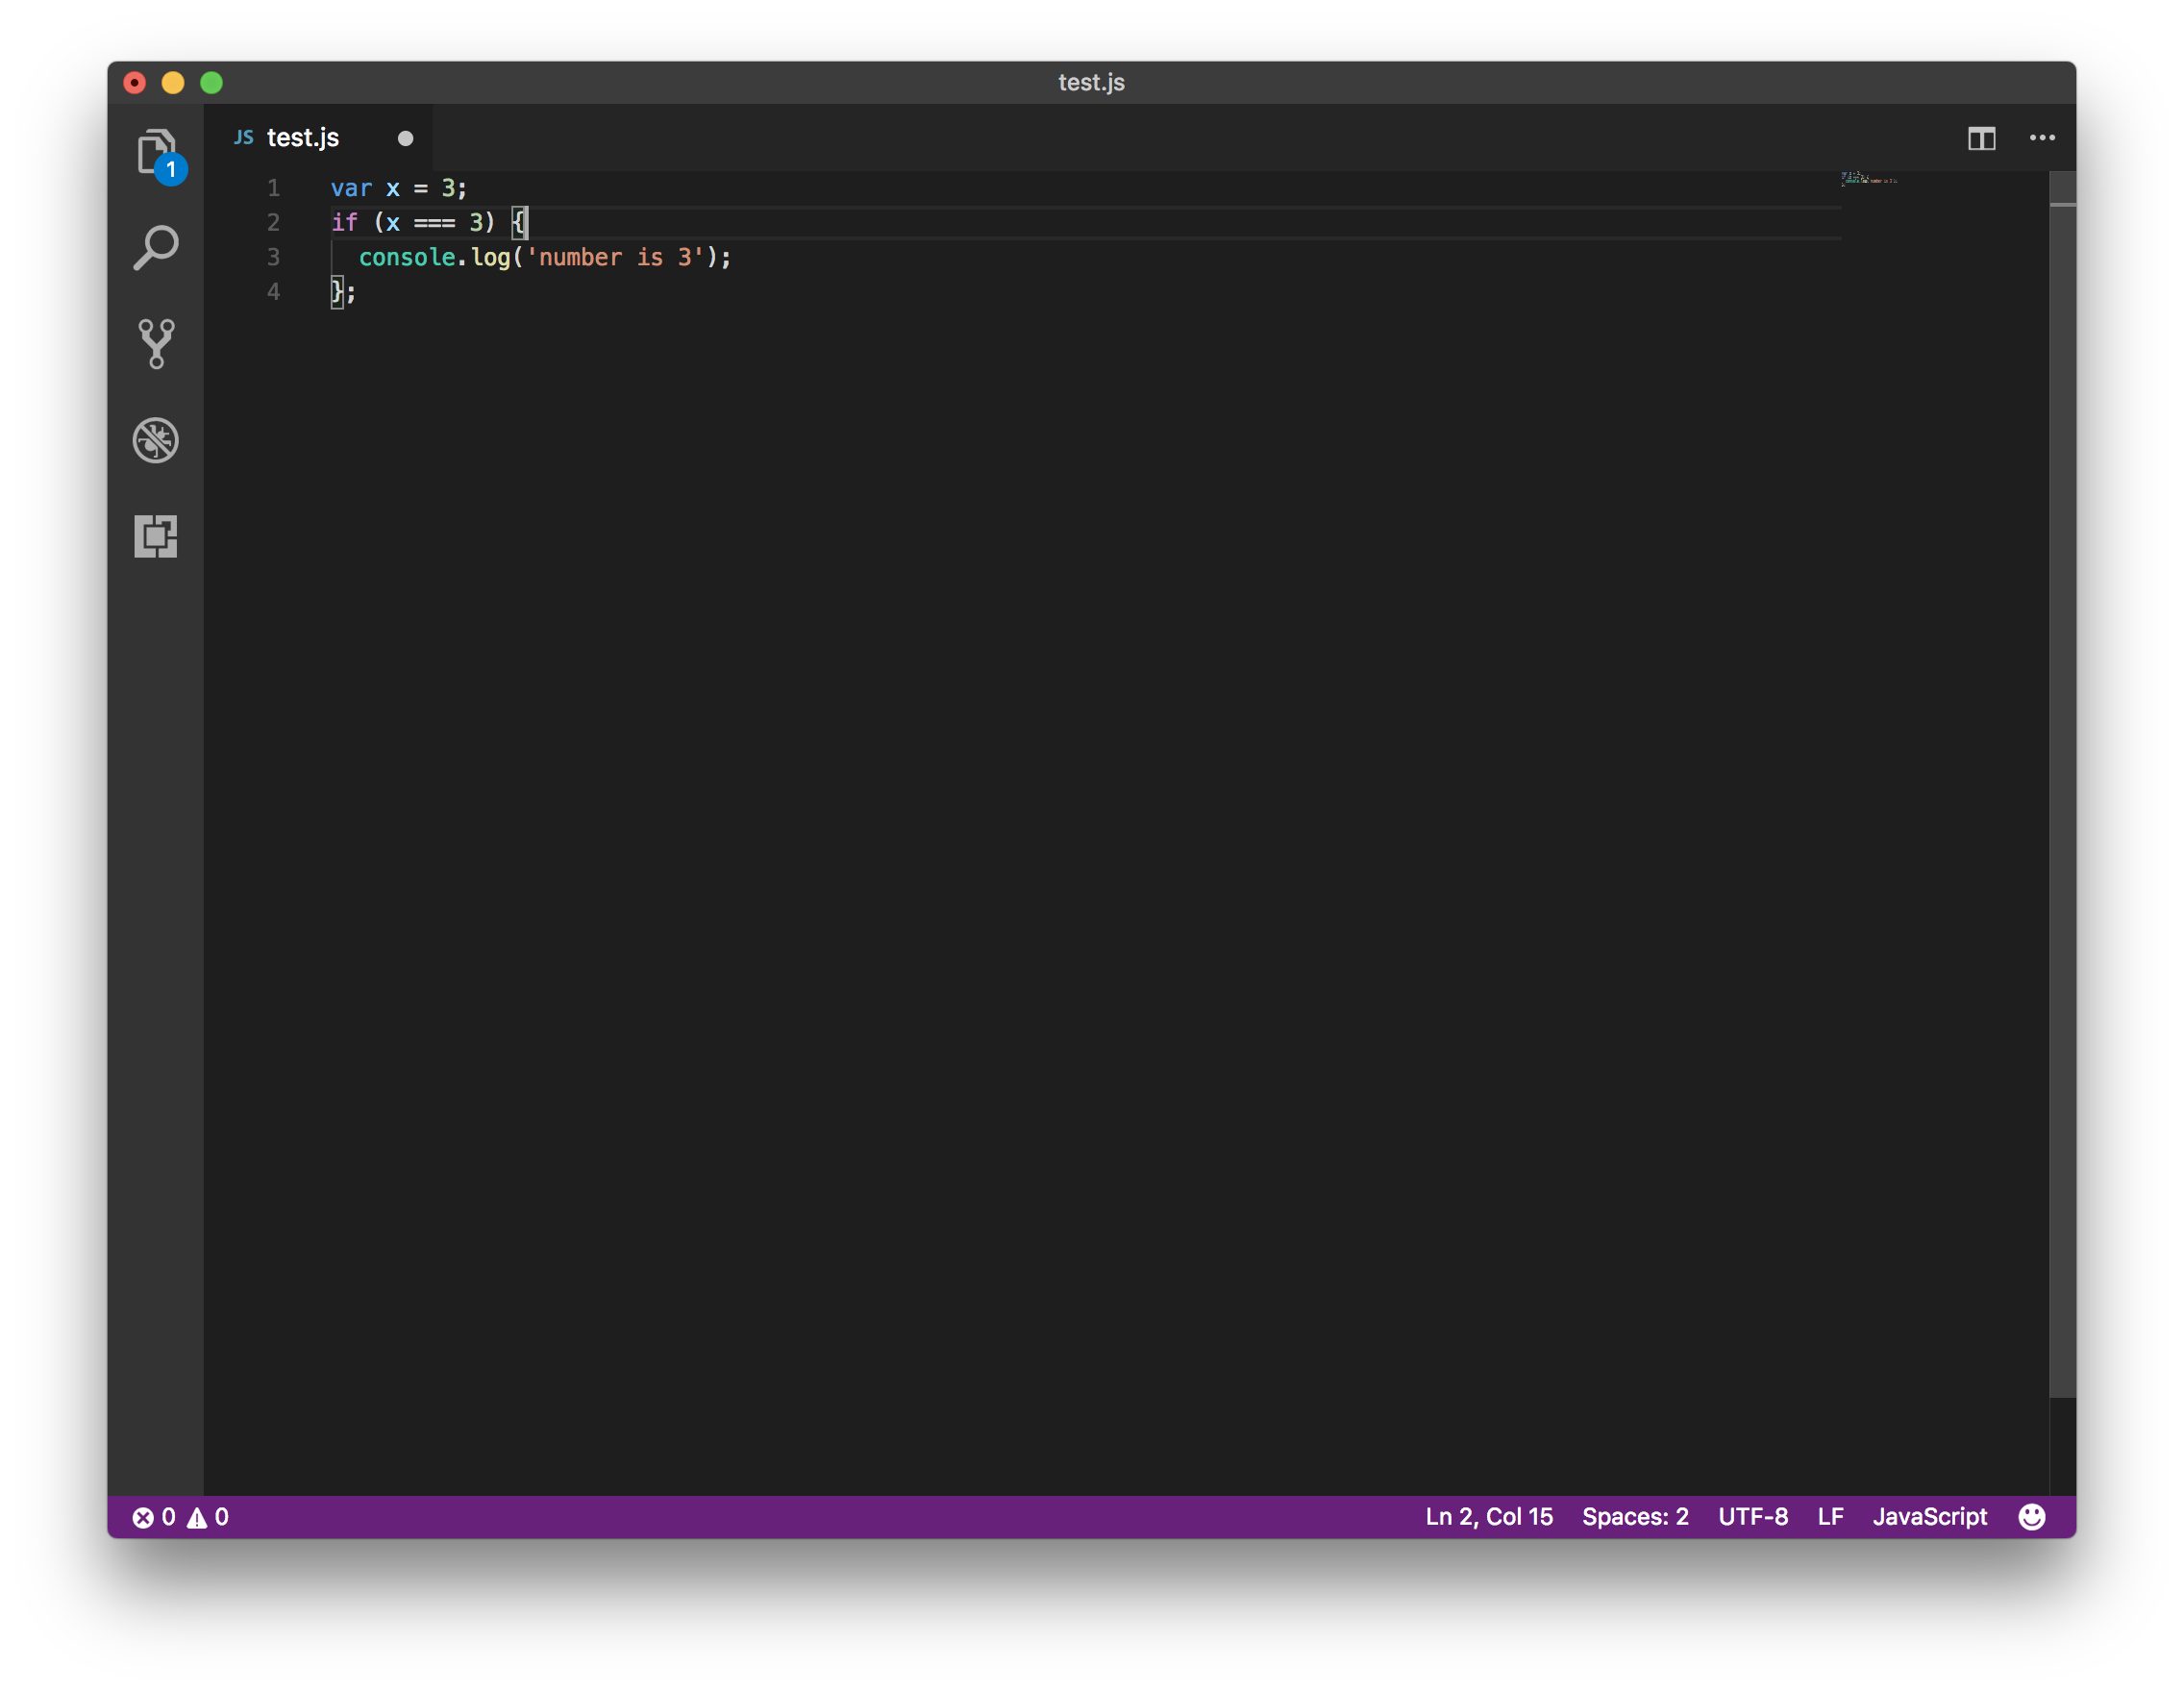 test.js
JS test.js
1
1 var x = 3;
2 if (x === 3) {
3   console.log('number is 3');
4 };
0 0 Ln 2, Col 15 Spaces: 2 UTF-8 LF JavaScript